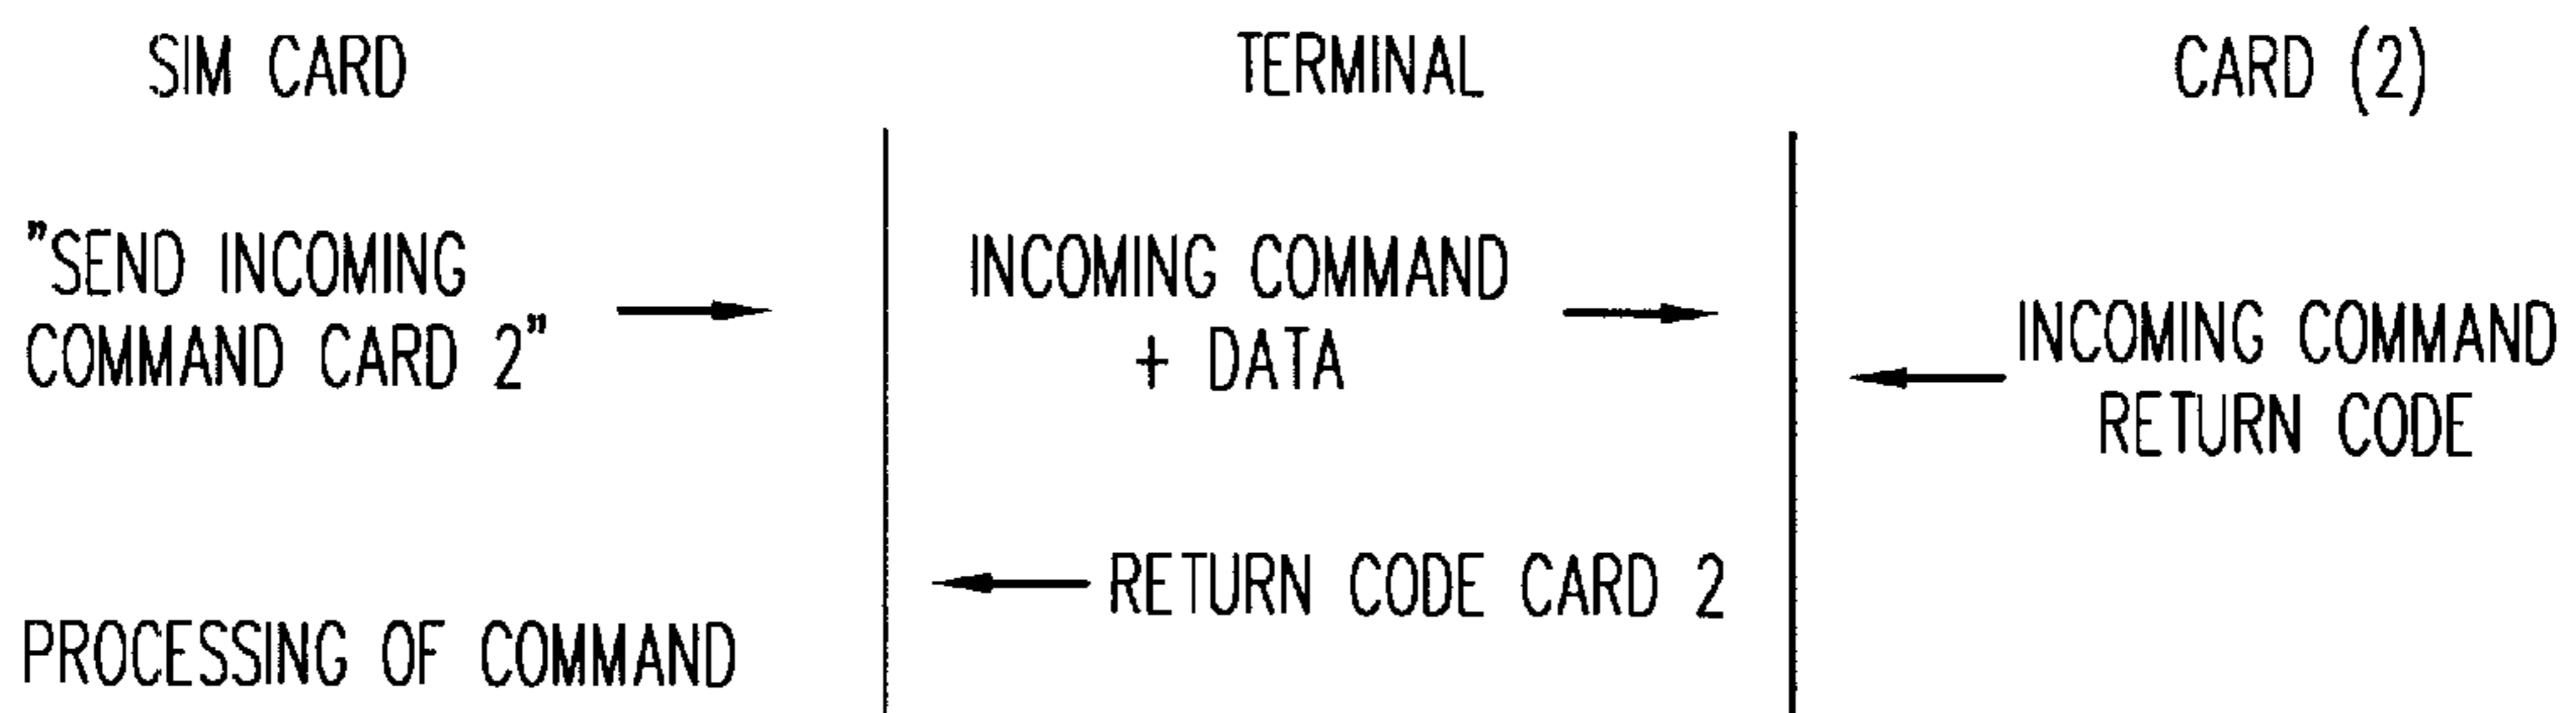 SIM CARD
TERMINAL
CARD (2)
"SEND INCOMING
COMMAND CARD 2"
INCOMING COMMAND
+ DATA
INCOMING COMMAND
RETURN CODE
RETURN CODE CARD 2
PROCESSING OF COMMAND